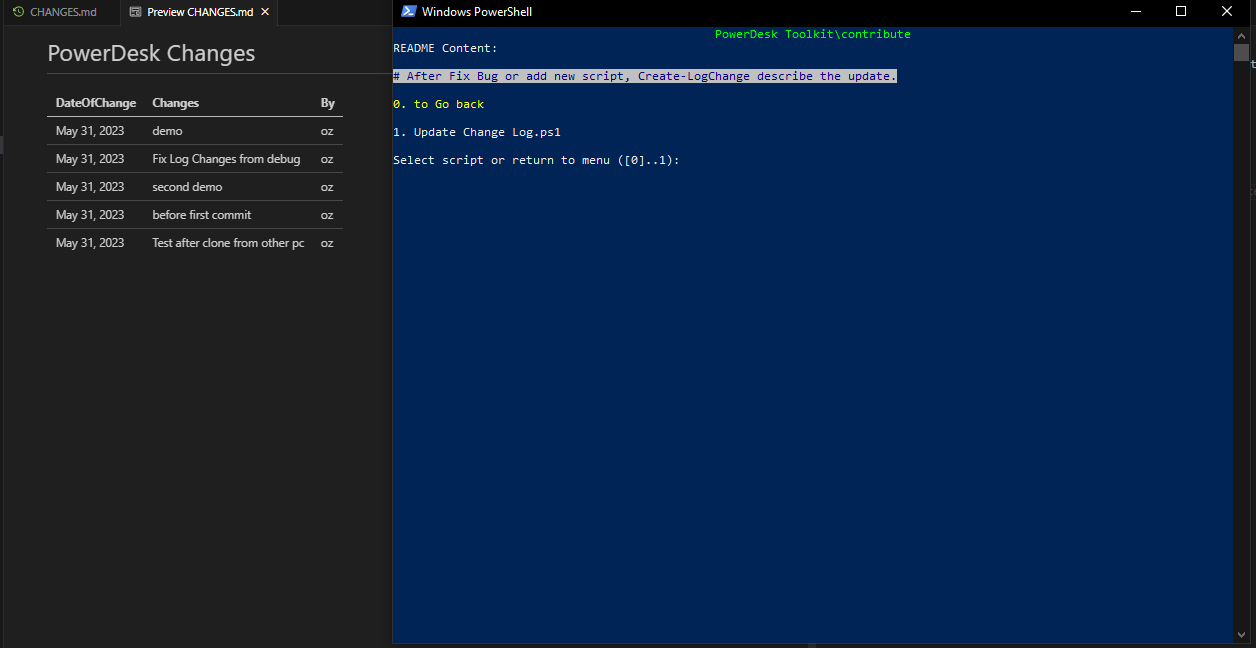 CHANGES.md
Preview CHANGES.md
PowerDesk Changes
DateOfChange Changes By
May 31, 2023 demo oz
May 31, 2023 Fix Log Changes from debug oz
May 31, 2023 second demo oz
May 31, 2023 before first commit oz
May 31, 2023 Test after clone from other pc oz
Windows PowerShell
PowerDesk Toolkit\contribute
README Content:
# After Fix Bug or add new script, Create-LogChange describe the update.
0. to Go back
1. Update Change Log.ps1
Select script or return to menu ([0]..1):